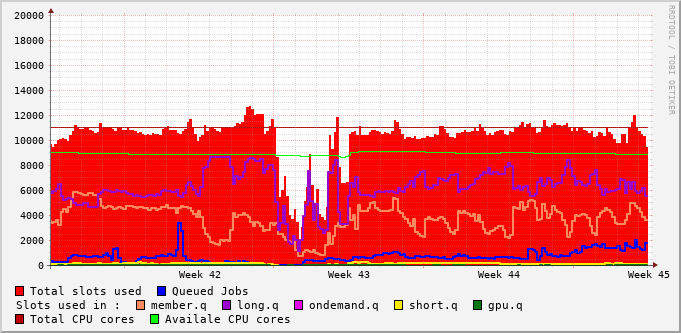 20000
18000
16000
14000
12000
10000
8000
6000
4000
2000
0
Week 42 Week 43 Week 44 Week 45
Total slots used Queued Jobs
Slots used in : member.q long.q ondemand.q short.q gpu.q
Total CPU cores Availale CPU cores
RRDTOOL / TOBI OETIKER